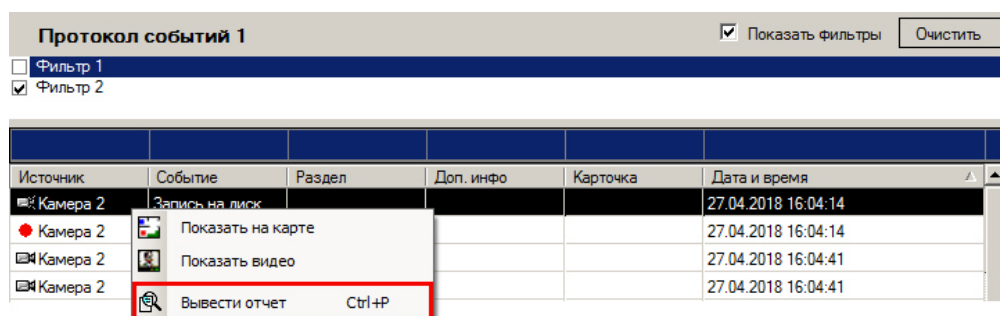 Протокол событий 1 Показать фильтры Очистить
Фильтр 1
Фильтр 2
Источник Событие Раздел Доп. инфо Карточка Дата и время
Камера 2 Запись на диск 27.04.2018 16:04:14
Камера 2 Показать на карте 27.04.2018 16:04:14
Камера 2 Показать видео 27.04.2018 16:04:41
Камера 2 Вывести отчет Ctrl+P 27.04.2018 16:04:41